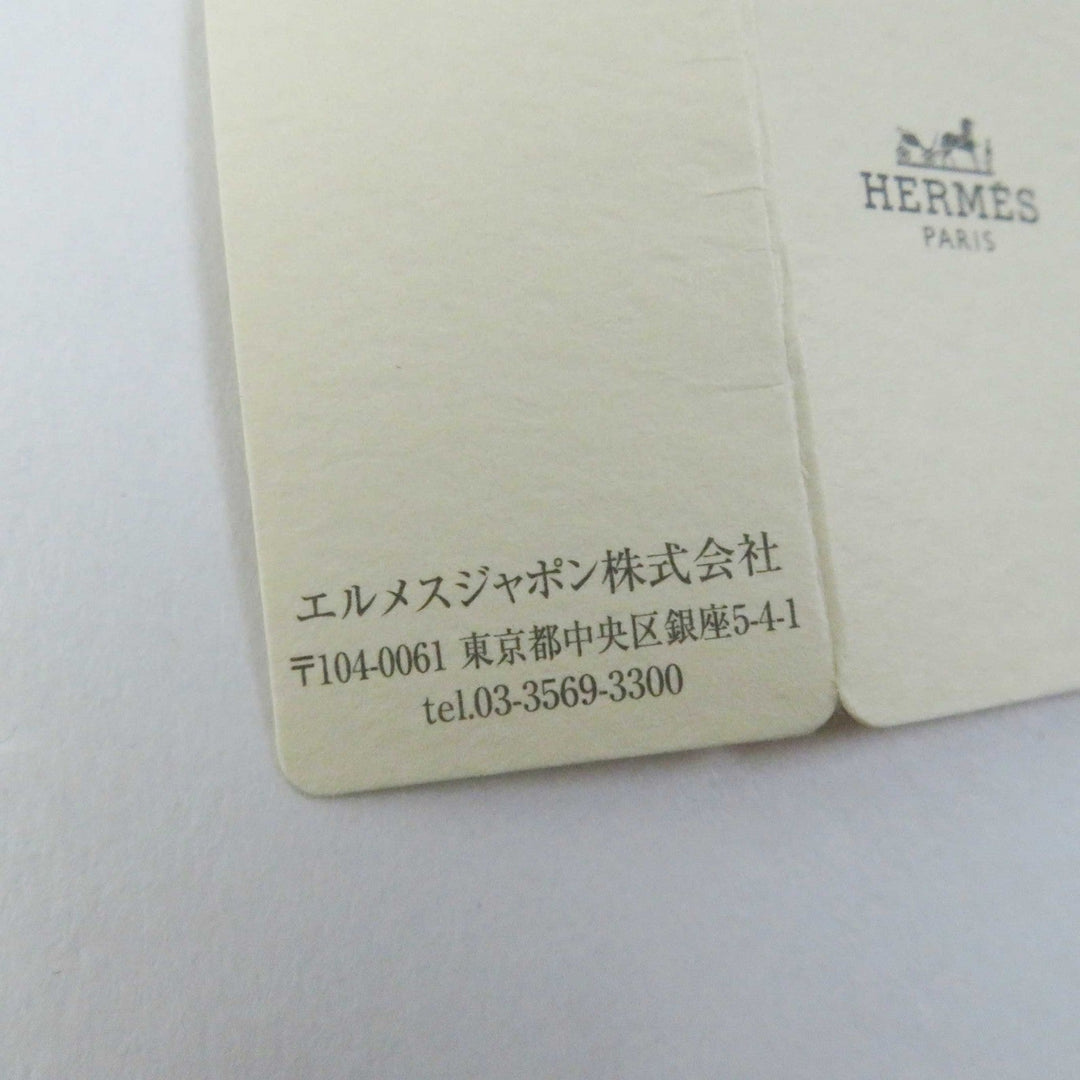 エルメスジャポン株式会社
〒104-0061 東京都中央区銀座5-4-1
tel.03-3569-3300
HERMÈS
PARIS